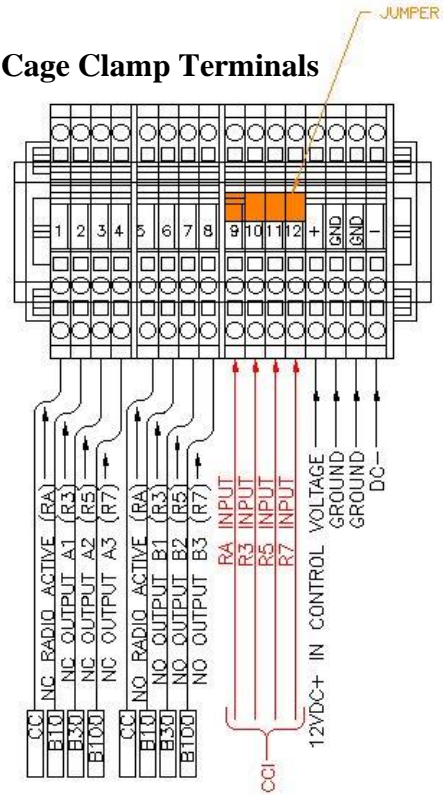 JUMPER
Cage Clamp Terminals
1 2 3 4 5 6 7 8 9 10 11 12 + GND GND -
NC RADIO ACTIVE (RA)
NC OUTPUT A1 (R3)
NC OUTPUT A2 (R5)
NC OUTPUT A3 (R7)
NO RADIO ACTIVE (RA)
NO OUTPUT B1 (R3)
NO OUTPUT B2 (R5)
NO OUTPUT B3 (R7)
RA INPUT
R3 INPUT
R5 INPUT
R7 INPUT
12VDC+ IN CONTROL VOLTAGE
GROUND
GROUND
DC-
CC
B10
B30
B100
CC
B10
B30
B100
CCI